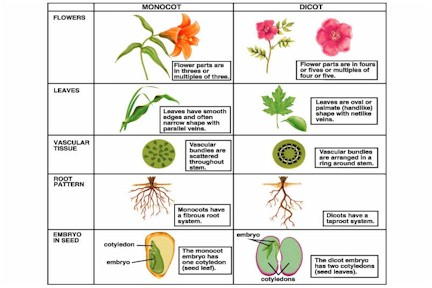 MONOCOT
DICOT
FLOWERS
Flower parts are
in threes or
multiples of three.
Flower parts are in fours
or fives or multiples of
four or five.
LEAVES
Leaves have smooth
edges and often
narrow shape with
parallel veins.
Leaves are oval or
palmate (handlike)
shape with netlike
veins.
VASCULAR
TISSUE
Vascular
bundles are
scattered
throughout
stem.
Vascular bundles
are arranged in a
ring around stem.
ROOT
PATTERN
Monocots have
a fibrous root
system.
Dicots have
a taproot system.
EMBRYO
IN SEED
cotyledon
embryo
The monocot
embryo has
one cotyledon
(seed leaf).
embryo
cotyledons
The dicot embryo
has two cotyledons
(seed leaves).